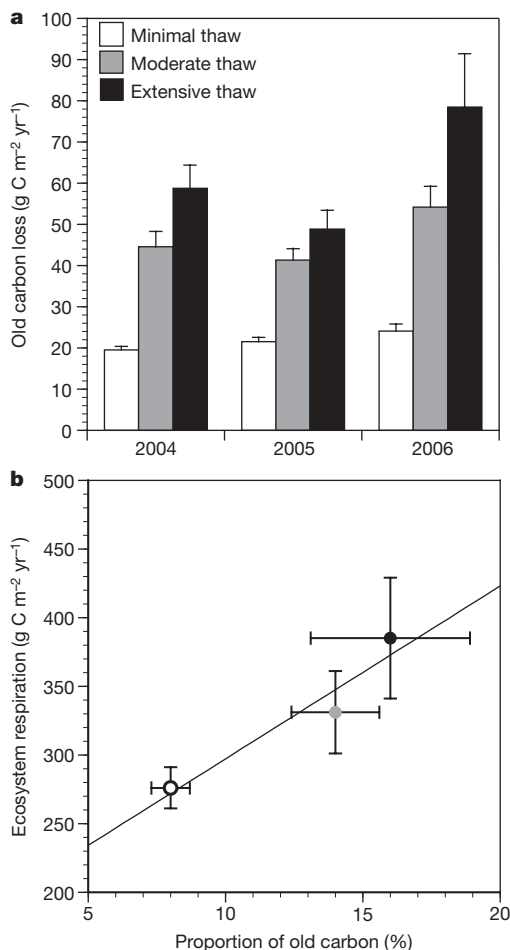 a
100
90
80
70
60
50
40
30
20
10
0
Old carbon loss (g C m⁻² yr⁻¹)
Minimal thaw
Moderate thaw
Extensive thaw
2004 2005 2006
b
500
450
400
350
300
250
200
Ecosystem respiration (g C m⁻² yr⁻¹)
5 10 15 20
Proportion of old carbon (%)